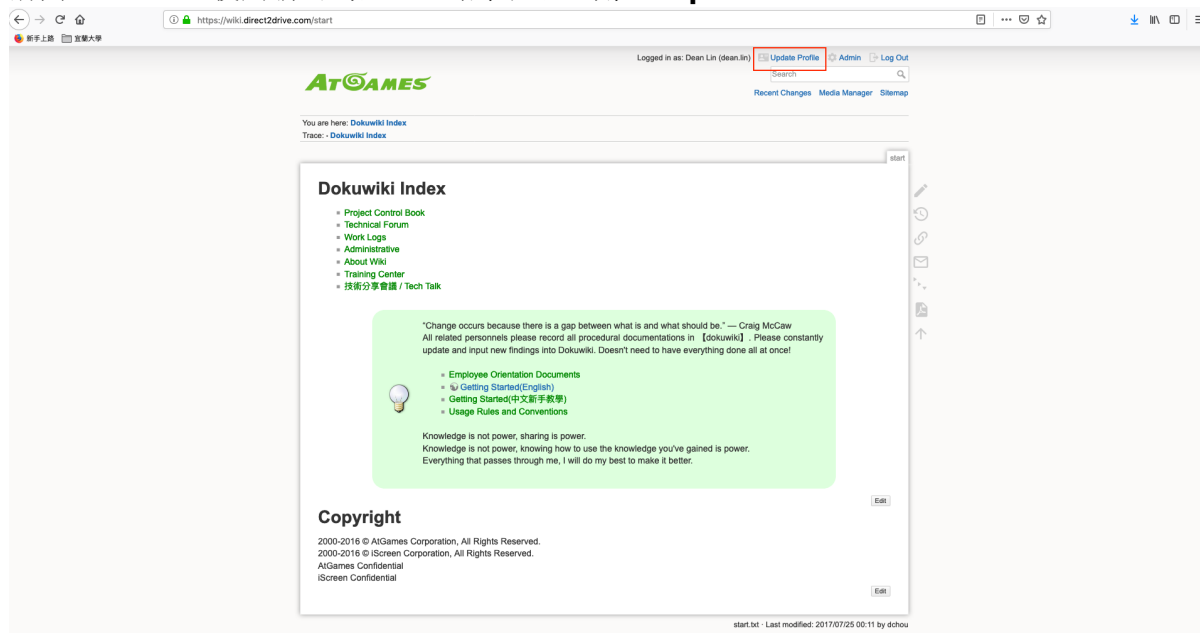 https://wiki.direct2drive.com/start
新手上路 宜蘭大學
Logged in as: Dean Lin (dean.lin) Update Profile Admin Log Out
Search
ATGAMES
Recent Changes Media Manager Sitemap
You are here: Dokuwiki Index
Trace: - Dokuwiki Index
start
Dokuwiki Index
Project Control Book
Technical Forum
Work Logs
Administrative
About Wiki
Training Center
技術分享會議 / Tech Talk
"Change occurs because there is a gap between what is and what should be." — Craig McCaw
All related personnels please record all procedural documentations in 【dokuwiki】. Please constantly
update and input new findings into Dokuwiki. Doesn't need to have everything done all at once!
Employee Orientation Documents
Getting Started(English)
Getting Started(中文新手教學)
Usage Rules and Conventions
Knowledge is not power, sharing is power.
Knowledge is not power, knowing how to use the knowledge you've gained is power.
Everything that passes through me, I will do my best to make it better.
Edit
Copyright
2000-2016 © AtGames Corporation, All Rights Reserved.
2000-2016 © iScreen Corporation, All Rights Reserved.
AtGames Confidential
iScreen Confidential
Edit
start.txt · Last modified: 2017/07/25 00:11 by dchou